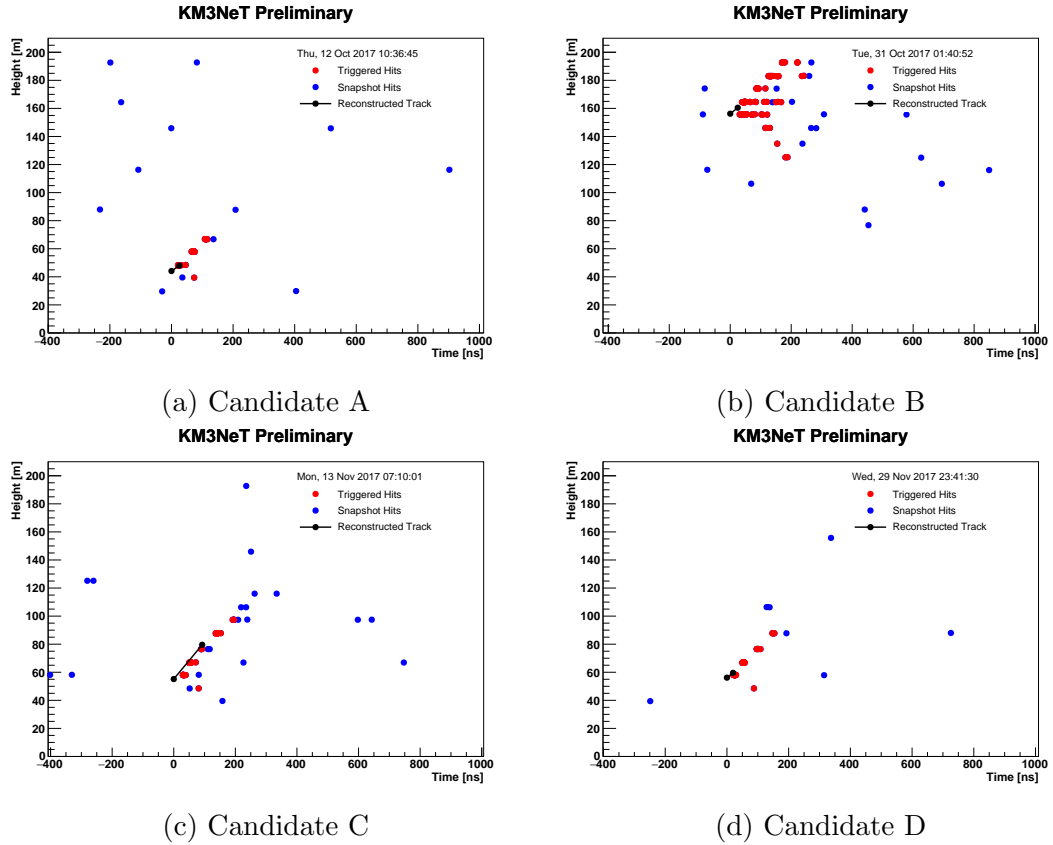 KM3NeT Preliminary
Height [m]
Thu, 12 Oct 2017 10:36:45
Triggered Hits
Snapshot Hits
Reconstructed Track
200
180
160
140
120
100
80
60
40
20
0
−400 −200 0 200 400 600 800 1000
Time [ns]
(a) Candidate A
KM3NeT Preliminary
Height [m]
Tue, 31 Oct 2017 01:40:52
Triggered Hits
Snapshot Hits
Reconstructed Track
200
180
160
140
120
100
80
60
40
20
0
−400 −200 0 200 400 600 800 1000
Time [ns]
(b) Candidate B
KM3NeT Preliminary
Height [m]
Mon, 13 Nov 2017 07:10:01
Triggered Hits
Snapshot Hits
Reconstructed Track
200
180
160
140
120
100
80
60
40
20
0
−400 −200 0 200 400 600 800 1000
Time [ns]
(c) Candidate C
KM3NeT Preliminary
Height [m]
Wed, 29 Nov 2017 23:41:30
Triggered Hits
Snapshot Hits
Reconstructed Track
200
180
160
140
120
100
80
60
40
20
0
−400 −200 0 200 400 600 800 1000
Time [ns]
(d) Candidate D